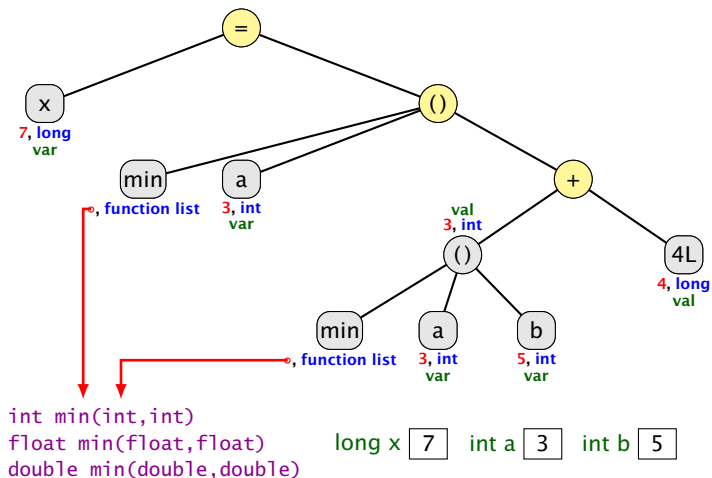 =
x
7, long
var
()
min
, function list
a
3, int
var
+
val
3, int
()
4L
4, long
val
min
, function list
a
3, int
var
b
5, int
var
int min(int,int)
float min(float,float)
double min(double,double)
long x 7 int a 3 int b 5